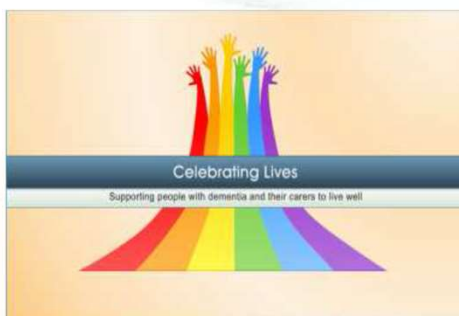 Celebrating Lives
Supporting people with dementia and their carers to live well